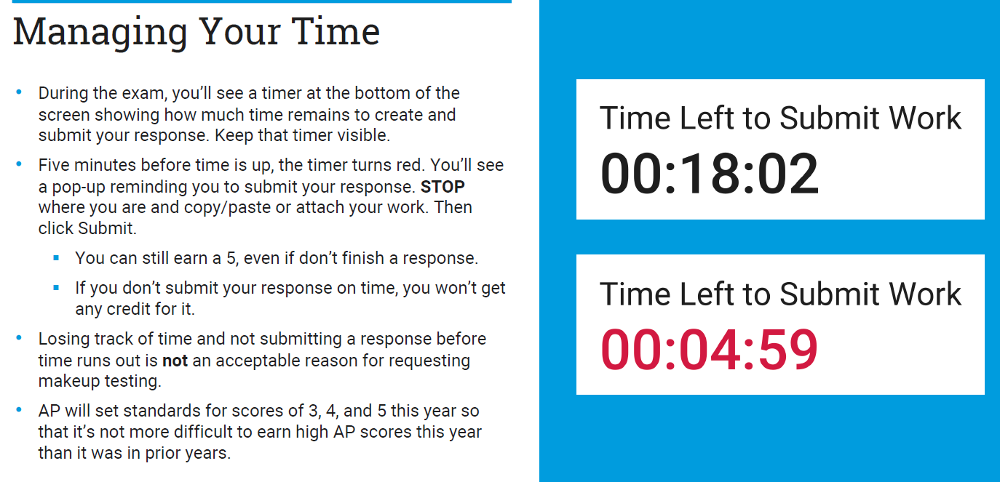 Managing Your Time
• During the exam, you’ll see a timer at the bottom of the
screen showing how much time remains to create and
submit your response. Keep that timer visible.
• Five minutes before time is up, the timer turns red. You’ll see
a pop-up reminding you to submit your response. STOP
where you are and copy/paste or attach your work. Then
click Submit.
▪ You can still earn a 5, even if don’t finish a response.
▪ If you don’t submit your response on time, you won’t get
any credit for it.
• Losing track of time and not submitting a response before
time runs out is not an acceptable reason for requesting
makeup testing.
• AP will set standards for scores of 3, 4, and 5 this year so
that it’s not more difficult to earn high AP scores this year
than it was in prior years.
Time Left to Submit Work
00:18:02
Time Left to Submit Work
00:04:59